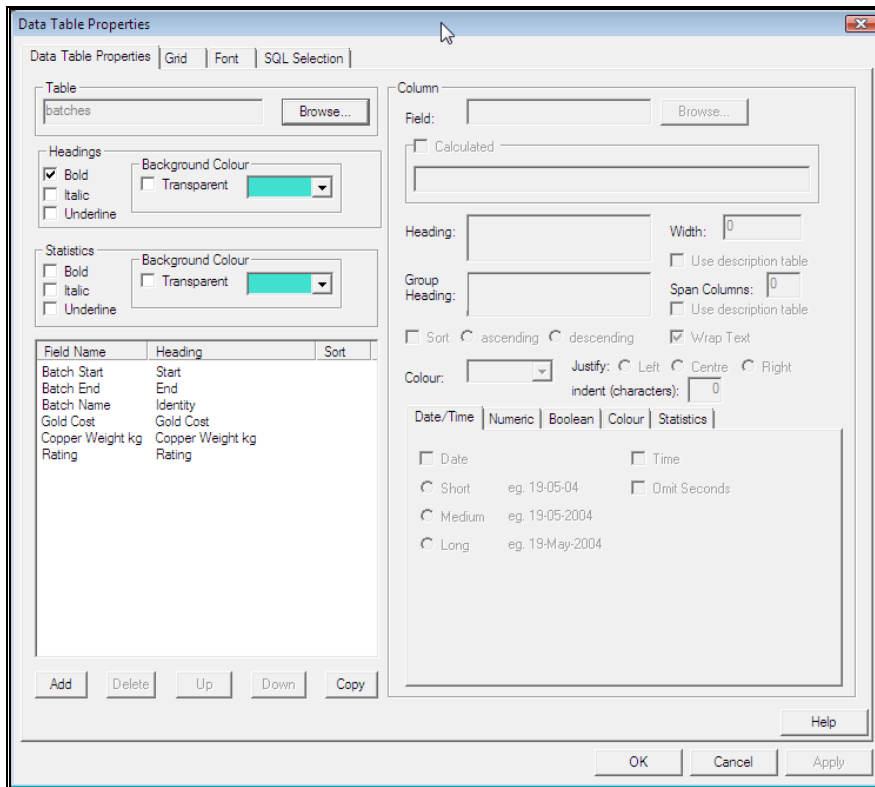 Data Table Properties
Data Table Properties Grid Font SQL Selection
Table
batches Browse...
Headings
Bold
Italic
Underline
Background Colour
Transparent
Statistics
Bold
Italic
Underline
Background Colour
Transparent
Field Name Heading Sort
Batch Start Start
Batch End End
Batch Name Identity
Gold Cost Gold Cost
Copper Weight kg Copper Weight kg
Rating Rating
Add Delete Up Down Copy
Column
Field: Browse...
Calculated
Heading: Width: 0
Use description table
Group
Heading:
Span Columns: 0
Use description table
Sort ascending descending Wrap Text
Colour: Justify: Left Centre Right
indent (characters): 0
Date/Time Numeric Boolean Colour Statistics
Date Time
Short eg. 19-05-04 Omit Seconds
Medium eg. 19-05-2004
Long eg. 19-May-2004
Help
OK Cancel Apply